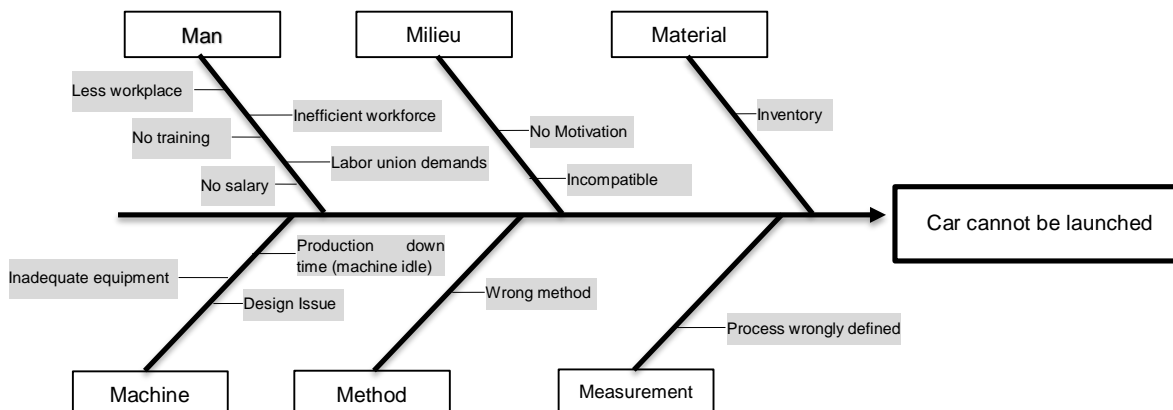 Man
Milieu
Material
Less workplace
Inefficient workforce
Inventory
No training
No Motivation
Labor union demands
Incompatible
No salary
Car cannot be launched
Production down
time (machine idle)
Inadequate equipment
Design Issue
Wrong method
Process wrongly defined
Machine
Method
Measurement